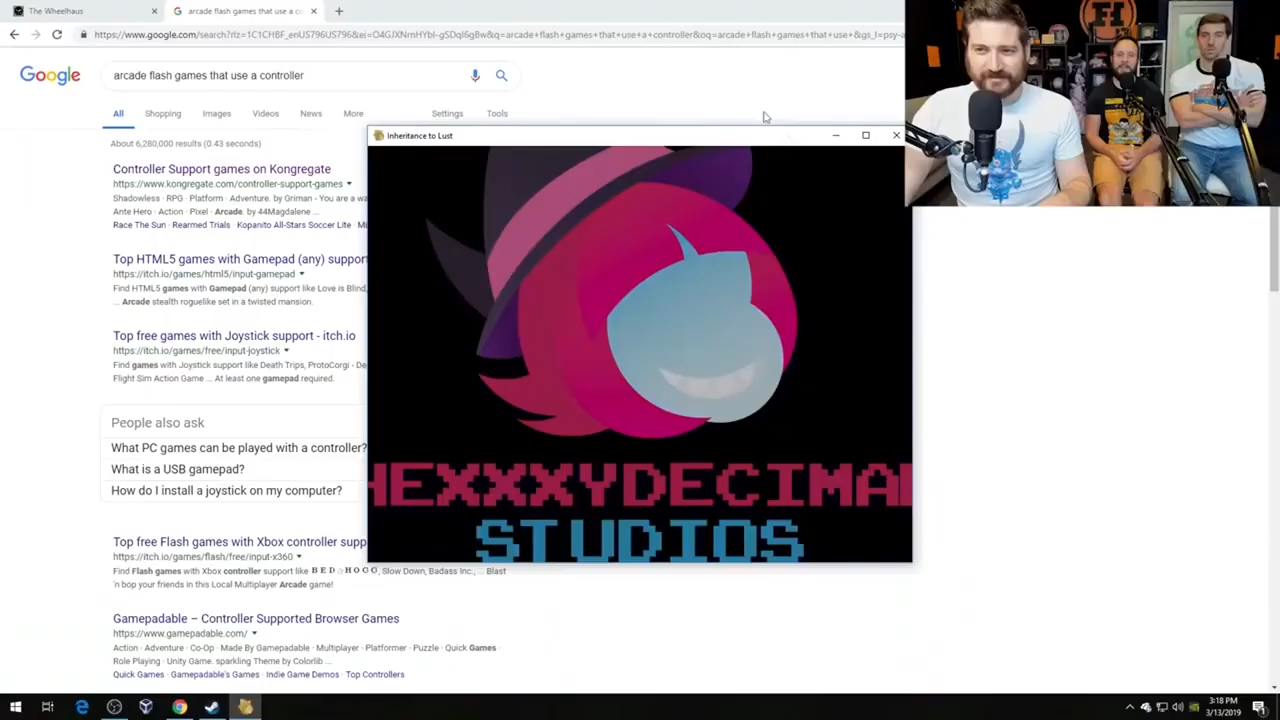 The Wheelhaus
arcade flash games that use a co
https://www.google.com/search?rlz=1C1CHBF_enUS796US796&ei=O4GJXNrnHYbI-gSDqI6gBw&q=arcade+flash+games+that+use+a+controller&oq=arcade+flash+games+that+use+&gs_l=psy-a
Google
arcade flash games that use a controller
All Shopping Images Videos News More Settings Tools
About 6,280,000 results (0.43 seconds)
Inheritance to Lust
Controller Support games on Kongregate
https://www.kongregate.com/controller-support-games
Shadowless · RPG · Platform · Adventure. by Griman - You are a wa
Ante Hero · Action · Pixel · Arcade. by 44Magdalene ...
Race The Sun · Rearmed Trials · Kopanito All-Stars Soccer Lite ·
Top HTML5 games with Gamepad (any) support
https://itch.io/games/html5/input-gamepad
Find HTML5 games with Gamepad (any) support like Love is Blind,
... Arcade stealth roguelike set in a twisted mansion.
Top free games with Joystick support - itch.io
https://itch.io/games/free/input-joystick
Find games with Joystick support like Death Trips, ProtoCorgi - De
Flight Sim Action Game ... At least one gamepad required.
People also ask
What PC games can be played with a controller?
What is a USB gamepad?
How do I install a joystick on my computer?
HEXXXYDECIMAL
STUDIOS
Top free Flash games with Xbox controller supp
https://itch.io/games/flash/free/input-x360
Find Flash games with Xbox controller support like BED & HOGG, Slow Down, Badass Inc., ... Blast
'n bop your friends in this Local Multiplayer Arcade game!
Gamepadable – Controller Supported Browser Games
https://www.gamepadable.com/
Action · Adventure · Co-Op · Made By Gamepadable · Multiplayer · Platformer · Puzzle · Quick Games ·
Role Playing · Unity Game. sparkling Theme by Colorlib ...
Quick Games · Gamepadable's Games · Indie Game Demos · Top Controllers
3:18 PM
3/13/2019